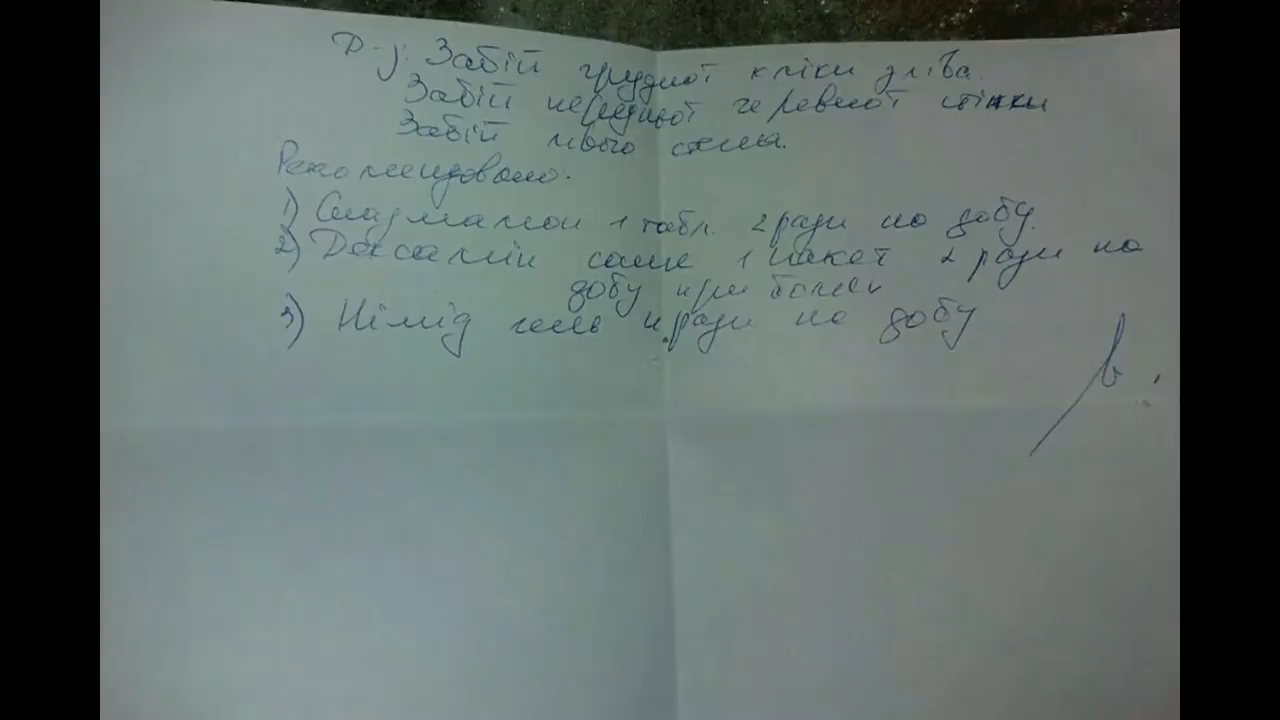 D-з: Забій грудної клітки зліва.
Забій передньої черевної стінки
Забій лівого стегна.
Рекомендовано:
1) Спазмалгон 1 табл. 2 рази на добу.
2) Дексалгін саше 1 пакет 2 рази на
добу при болях
3) Німід гель рази на добу